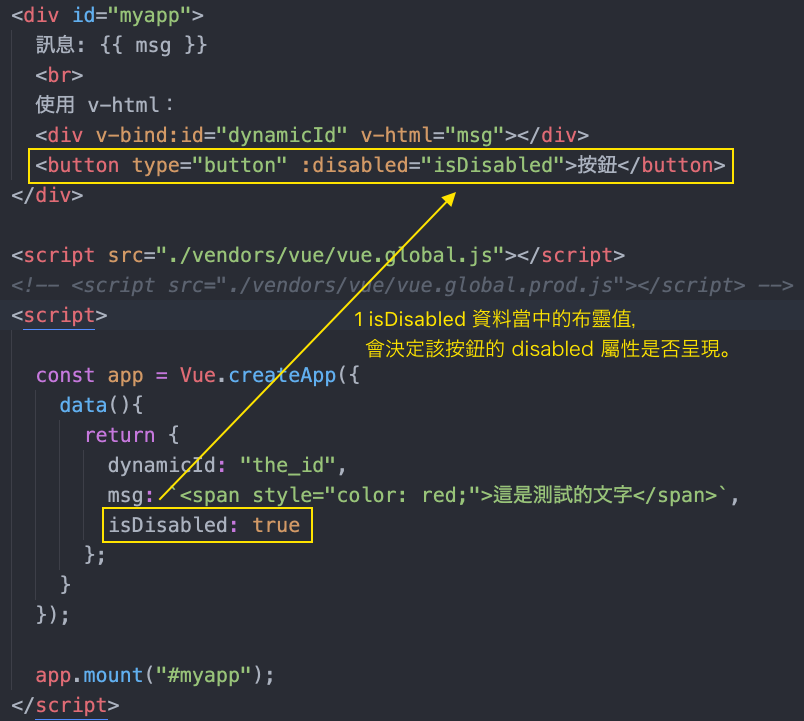 <div id="myapp">
訊息: {{ msg }}
<br>
使用 v-html：
<div v-bind:id="dynamicId" v-html="msg"></div>
<button type="button" :disabled="isDisabled">按鈕</button>
</div>
<script src="./vendors/vue/vue.global.js"></script>
<!-- <script src="./vendors/vue/vue.global.prod.js"></script> -->
<script>
1 isDisabled 資料當中的布靈值,
會決定該按鈕的 disabled 屬性是否呈現。
const app = Vue.createApp({
data(){
return {
dynamicId: "the_id",
msg: `<span style="color: red;">這是測試的文字</span>`,
isDisabled: true
};
}
});
app.mount("#myapp");
</script>